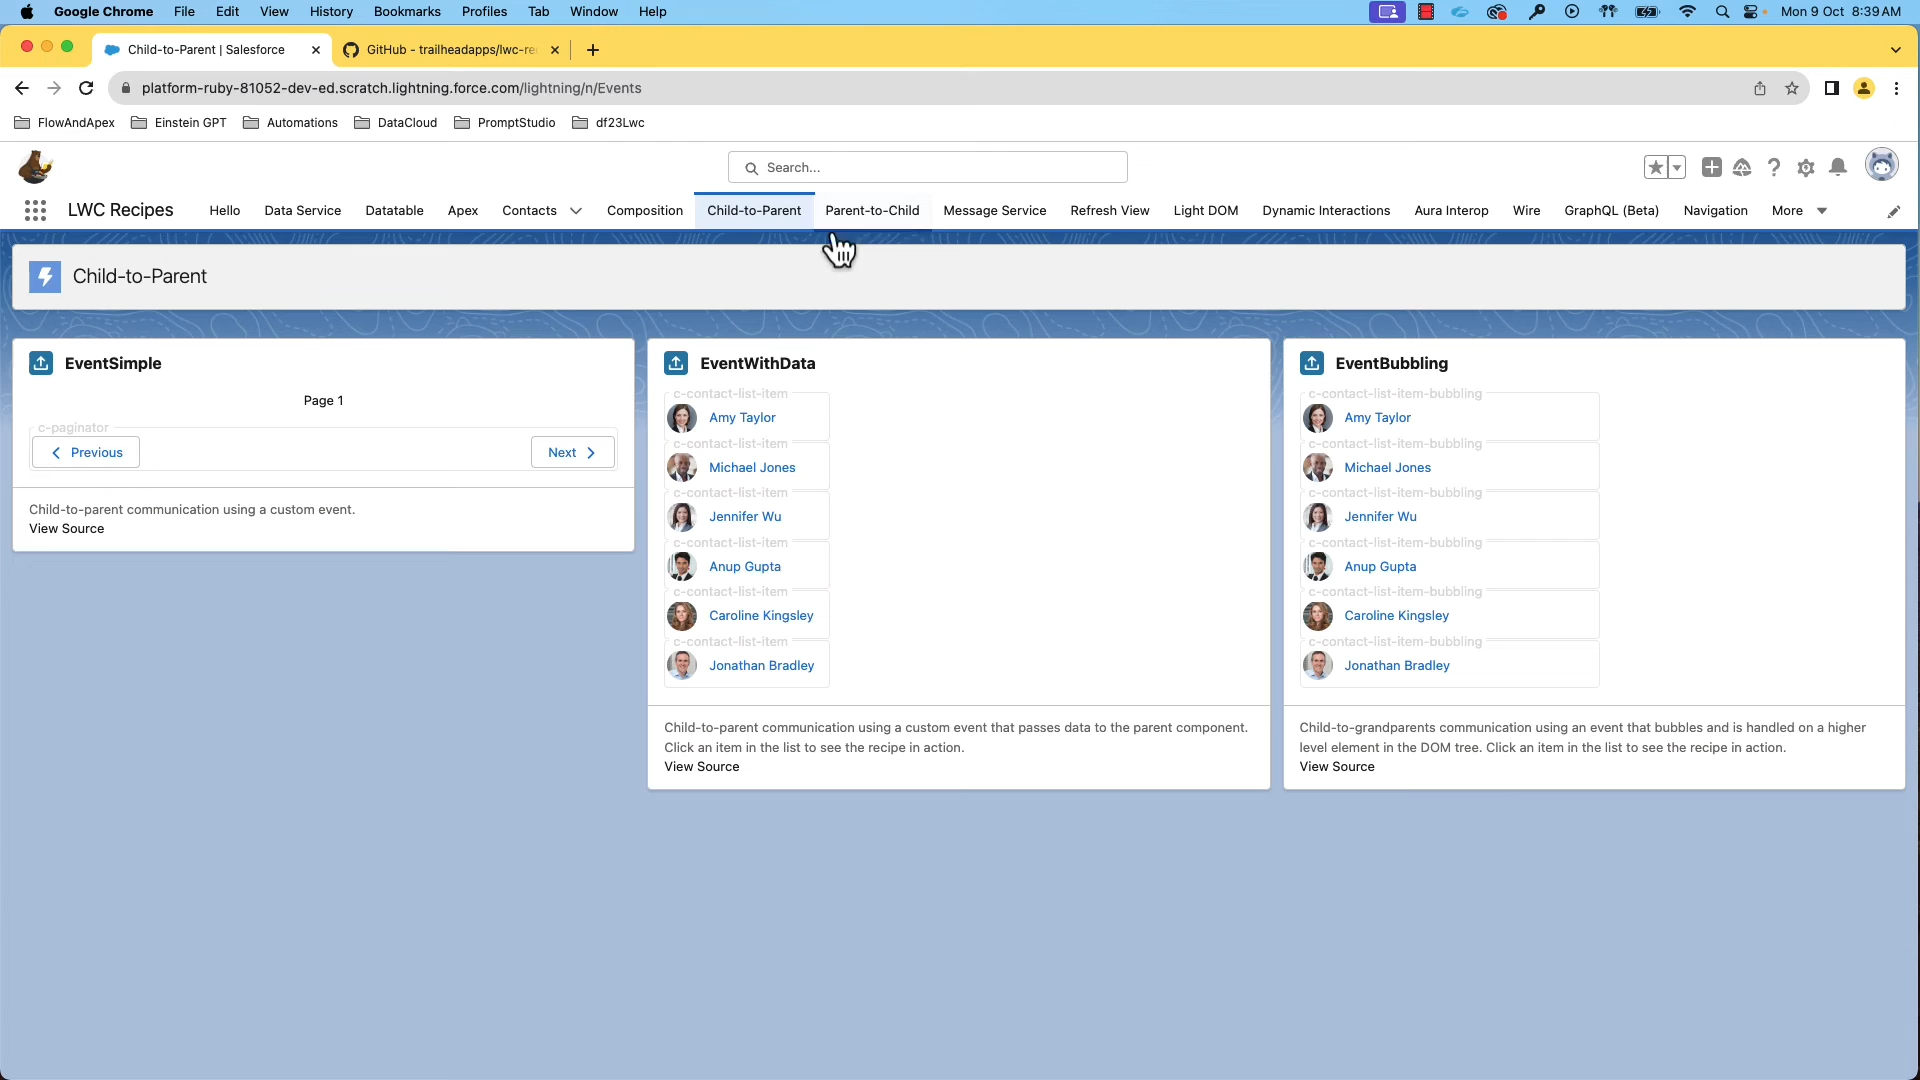 Google Chrome File Edit View History Bookmarks Profiles Tab Window Help Mon 9 Oct 8:39 AM
Child-to-Parent | Salesforce GitHub - trailheadapps/lwc-re
platform-ruby-81052-dev-ed.scratch.lightning.force.com/lightning/n/Events
FlowAndApex Einstein GPT Automations DataCloud PromptStudio df23Lwc
Search...
LWC Recipes Hello Data Service Datatable Apex Contacts Composition Child-to-Parent Parent-to-Child Message Service Refresh View Light DOM Dynamic Interactions Aura Interop Wire GraphQL (Beta) Navigation More
Child-to-Parent
EventSimple
Page 1
c-paginator
Previous Next
Child-to-parent communication using a custom event.
View Source
EventWithData
c-contact-list-item
Amy Taylor
c-contact-list-item
Michael Jones
c-contact-list-item
Jennifer Wu
c-contact-list-item
Anup Gupta
c-contact-list-item
Caroline Kingsley
c-contact-list-item
Jonathan Bradley
Child-to-parent communication using a custom event that passes data to the parent component.
Click an item in the list to see the recipe in action.
View Source
EventBubbling
c-contact-list-item-bubbling
Amy Taylor
c-contact-list-item-bubbling
Michael Jones
c-contact-list-item-bubbling
Jennifer Wu
c-contact-list-item-bubbling
Anup Gupta
c-contact-list-item-bubbling
Caroline Kingsley
c-contact-list-item-bubbling
Jonathan Bradley
Child-to-grandparents communication using an event that bubbles and is handled on a higher
level element in the DOM tree. Click an item in the list to see the recipe in action.
View Source